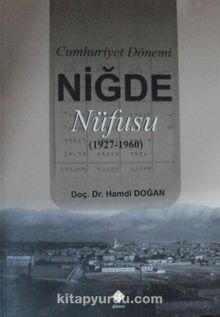 Cumhuriyet Dönemi
NİĞDE
Nüfusu
(1927-1960)
Doç. Dr. Hamdi DOĞAN
kitapyurdu.com